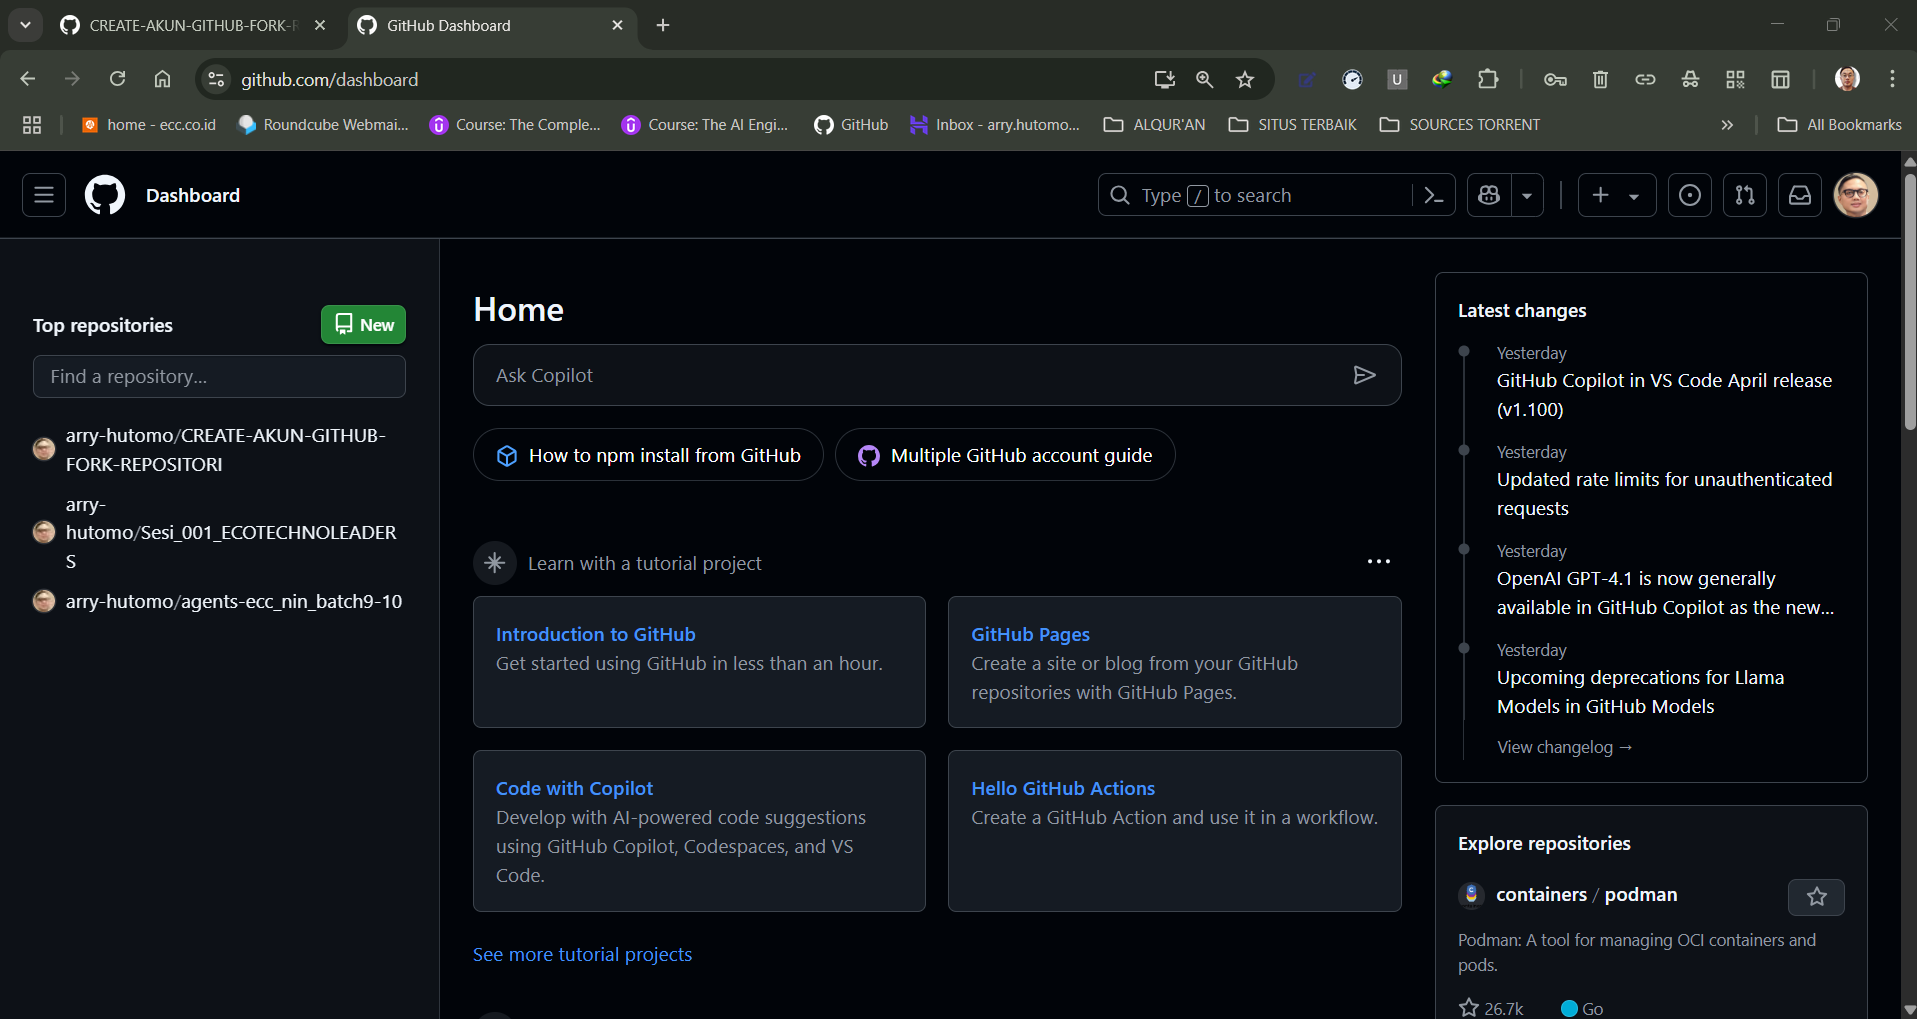 CREATE-AKUN-GITHUB-FORK-R
GitHub Dashboard
github.com/dashboard
U
home - ecc.co.id
Roundcube Webmai...
Course: The Comple...
Course: The AI Engi...
GitHub
Inbox - arry.hutomo...
ALQUR'AN
SITUS TERBAIK
SOURCES TORRENT
All Bookmarks
Dashboard
Type / to search
Top repositories
New
Find a repository...
arry-hutomo/CREATE-AKUN-GITHUB-
FORK-REPOSITORI
arry-
hutomo/Sesi_001_ECOTECHNOLEADER
S
arry-hutomo/agents-ecc_nin_batch9-10
Home
Ask Copilot
How to npm install from GitHub
Multiple GitHub account guide
Learn with a tutorial project
Introduction to GitHub
Get started using GitHub in less than an hour.
GitHub Pages
Create a site or blog from your GitHub
repositories with GitHub Pages.
Code with Copilot
Develop with AI-powered code suggestions
using GitHub Copilot, Codespaces, and VS
Code.
Hello GitHub Actions
Create a GitHub Action and use it in a workflow.
See more tutorial projects
Latest changes
Yesterday
GitHub Copilot in VS Code April release
(v1.100)
Yesterday
Updated rate limits for unauthenticated
requests
Yesterday
OpenAI GPT-4.1 is now generally
available in GitHub Copilot as the new...
Yesterday
Upcoming deprecations for Llama
Models in GitHub Models
View changelog →
Explore repositories
containers / podman
Podman: A tool for managing OCI containers and
pods.
26.7k
Go